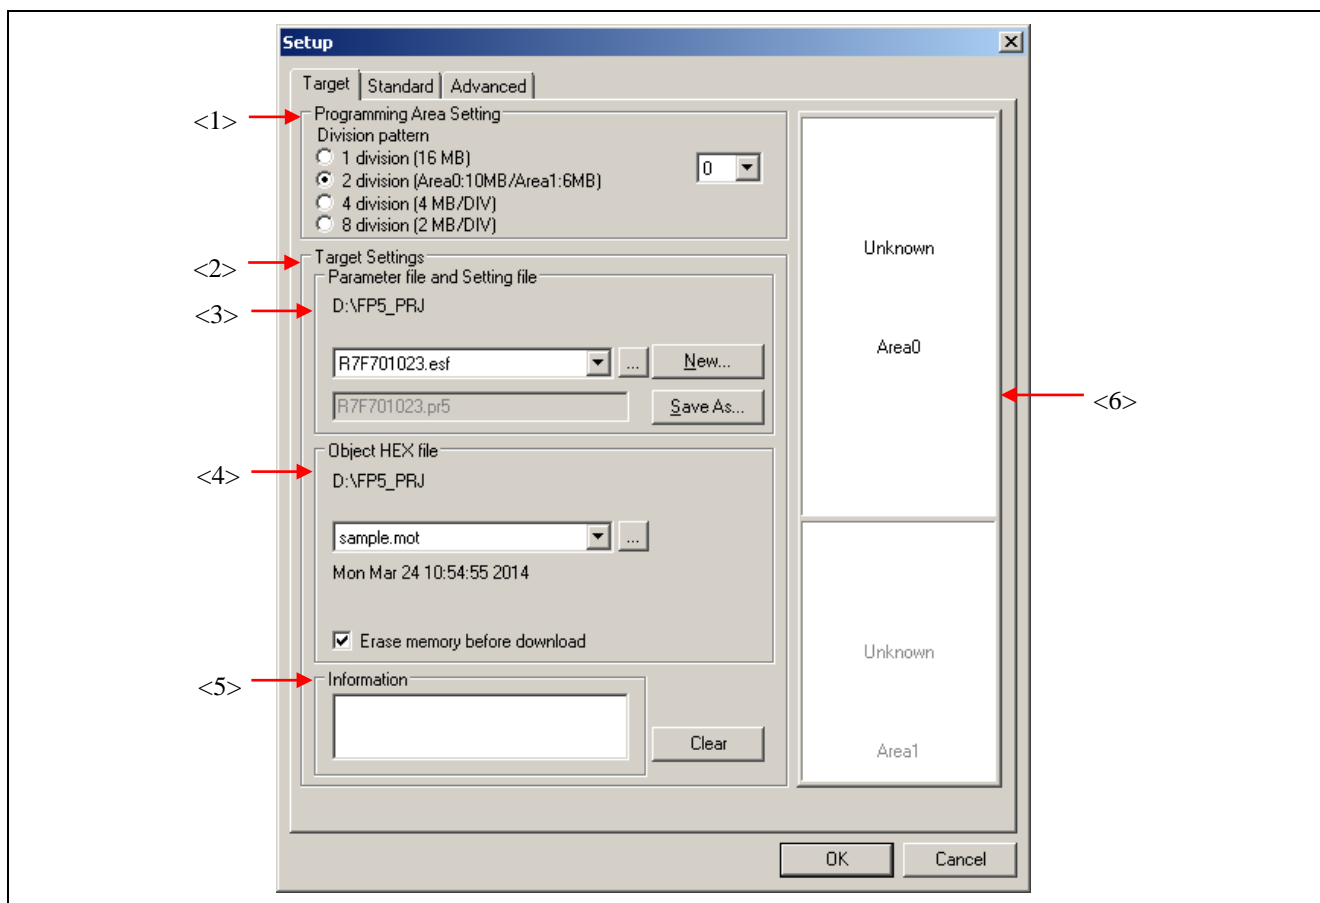 Setup
Target Standard Advanced
<1>
Programming Area Setting
Division pattern
1 division (16 MB)
2 division (Area0:10MB/Area1:6MB)
4 division (4 MB/DIV)
8 division (2 MB/DIV)
0
<2>
Target Settings
Parameter file and Setting file
<3>
D:\FP5_PRJ
R7F701023.esf
...
New...
R7F701023.pr5
Save As...
Object HEX file
<4>
D:\FP5_PRJ
sample.mot
...
Mon Mar 24 10:54:55 2014
Erase memory before download
<5>
Information
Clear
Unknown
Area0
<6>
Unknown
Area1
OK
Cancel